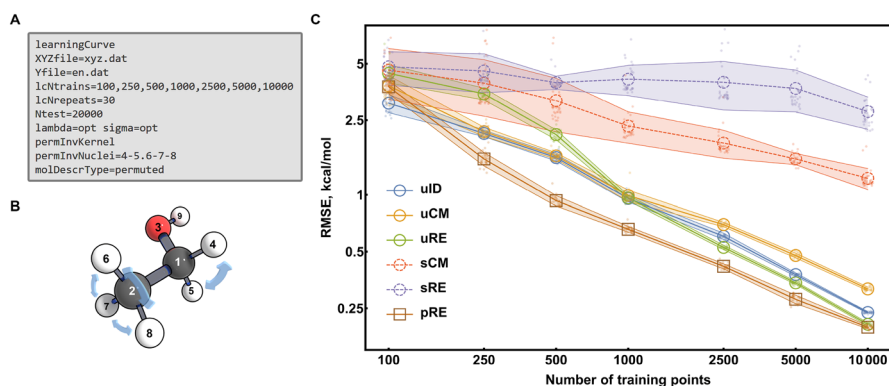 A
learningCurve
XYZfile=xyz.dat
Yfile=en.dat
lcNtrains=100,250,500,1000,2500,5000,10000
lcNrepeats=30
Ntest=20000
lambda=opt sigma=opt
permInvKernel
permInvNuclei=4-5.6-7-8
molDescrType=permuted
B
9
3
4
6
1
2
5
7
8
C
RMSE, kcal/mol
5
2.5
1
0.5
0.25
uID
uCM
uRE
sCM
sRE
pRE
100
250
500
1000
2500
5000
10000
Number of training points